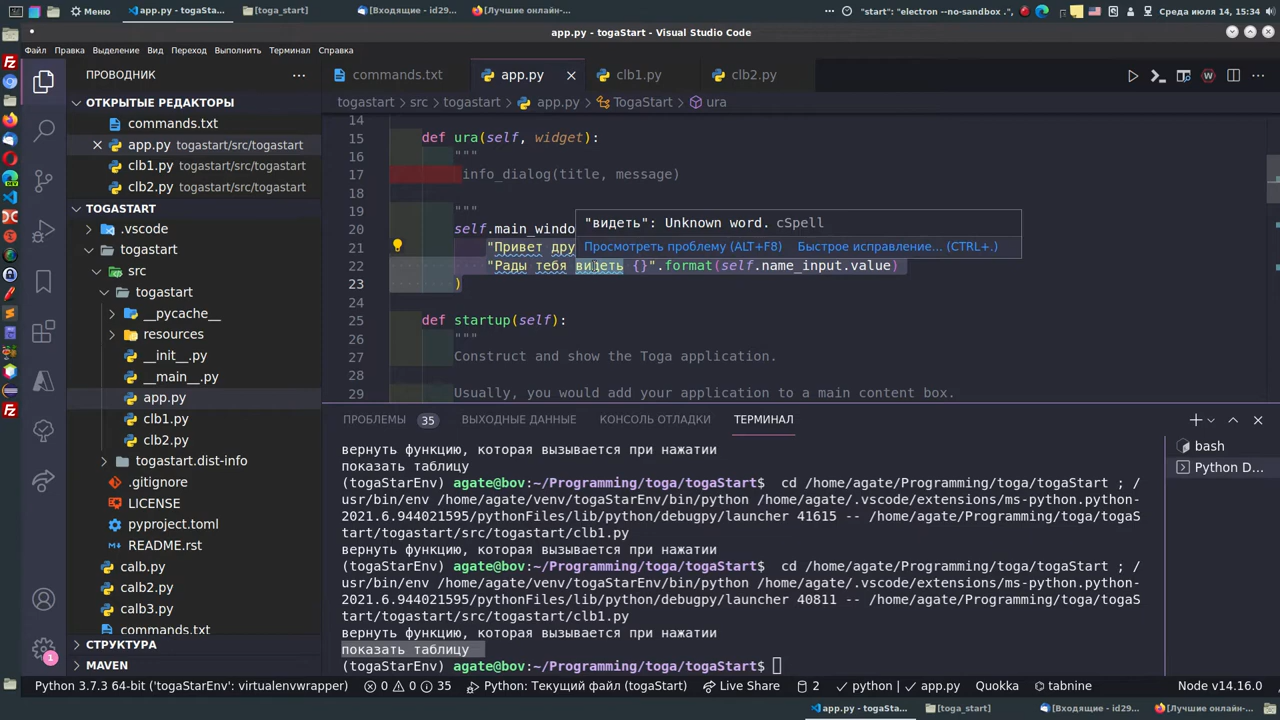 Меню
app.py - togaSta...
[toga_start]
[Входящие - id29...
[Лучшие онлайн-...
"start": "electron --no-sandbox .",
Среда июля 14, 15:34
app.py - togaStart - Visual Studio Code
Файл Правка Выделение Вид Переход Выполнить Терминал Справка
ПРОВОДНИК
commands.txt
app.py
clb1.py
clb2.py
ОТКРЫТЫЕ РЕДАКТОРЫ
commands.txt
app.py togastart/src/togastart
clb1.py togastart/src/togastart
clb2.py togastart/src/togastart
TOGASTART
.vscode
togastart
src
togastart
__pycache__
resources
__init__.py
__main__.py
app.py
clb1.py
clb2.py
togastart.dist-info
.gitignore
LICENSE
pyproject.toml
README.rst
calb.py
calb2.py
calb3.py
commands.txt
СТРУКТУРА
MAVEN
togastart > src > togastart > app.py > TogaStart > ura
14
15 def ura(self, widget):
16 """
17 info_dialog(title, message)
18
19 """
20 self.main_windo
21 "Привет дру
22 "Рады тебя видеть {}".format(self.name_input.value)
23 )
24
25 def startup(self):
26 """
27 Construct and show the Toga application.
28
29 Usually, you would add your application to a main content box.
"видеть": Unknown word. cSpell
Просмотреть проблему (ALT+F8) Быстрое исправление... (CTRL+.)
ПРОБЛЕМЫ 35 ВЫХОДНЫЕ ДАННЫЕ КОНСОЛЬ ОТЛАДКИ ТЕРМИНАЛ
вернуть функцию, которая вызывается при нажатии
показать таблицу
(togaStarEnv) agate@bov:~/Programming/toga/togaStart$ cd /home/agate/Programming/toga/togaStart ; /
usr/bin/env /home/agate/venv/togaStarEnv/bin/python /home/agate/.vscode/extensions/ms-python.python-
2021.6.944021595/pythonFiles/lib/python/debugpy/launcher 41615 -- /home/agate/Programming/toga/togaS
tart/togastart/src/togastart/clb1.py
вернуть функцию, которая вызывается при нажатии
(togaStarEnv) agate@bov:~/Programming/toga/togaStart$ cd /home/agate/Programming/toga/togaStart ; /
usr/bin/env /home/agate/venv/togaStarEnv/bin/python /home/agate/.vscode/extensions/ms-python.python-
2021.6.944021595/pythonFiles/lib/python/debugpy/launcher 40811 -- /home/agate/Programming/toga/togaS
tart/togastart/src/togastart/clb1.py
вернуть функцию, которая вызывается при нажатии
показать таблицу
(togaStarEnv) agate@bov:~/Programming/toga/togaStart$
bash
Python D...
1
Python 3.7.3 64-bit ('togaStarEnv': virtualenvwrapper) 0 0 35 Python: Текущий файл (togaStart) Live Share 2 python | app.py Quokka tabnine Node v14.16.0
app.py - togaSta...
[toga_start]
[Входящие - id29...
[Лучшие онлайн-...